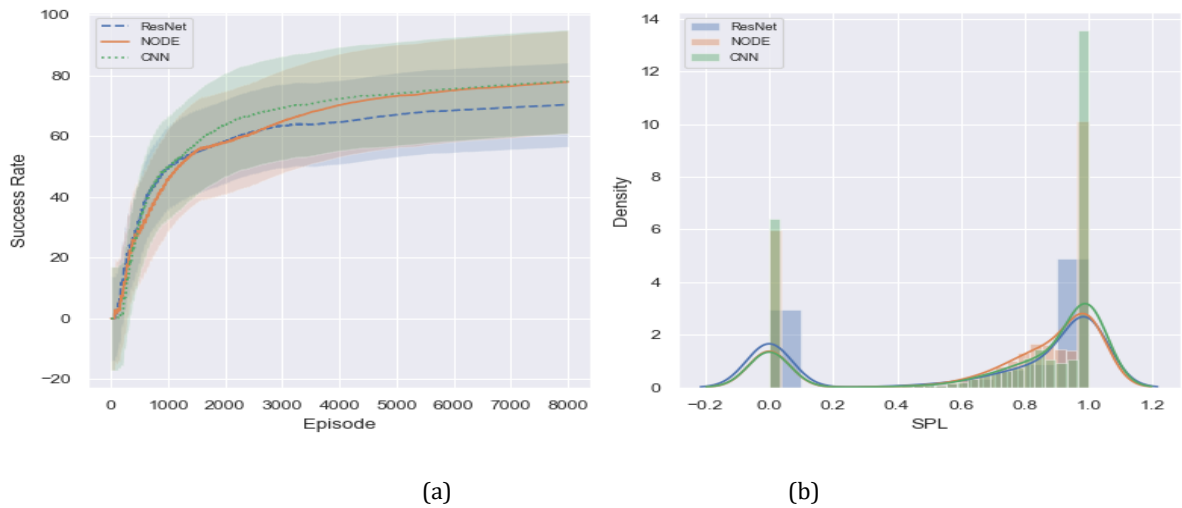 100
80
60
40
20
0
−20
Success Rate
ResNet
NODE
CNN
0 1000 2000 3000 4000 5000 6000 7000 8000
Episode
14
12
10
8
6
4
2
0
Density
ResNet
NODE
CNN
−0.2 0.0 0.2 0.4 0.6 0.8 1.0 1.2
SPL
(a) (b)